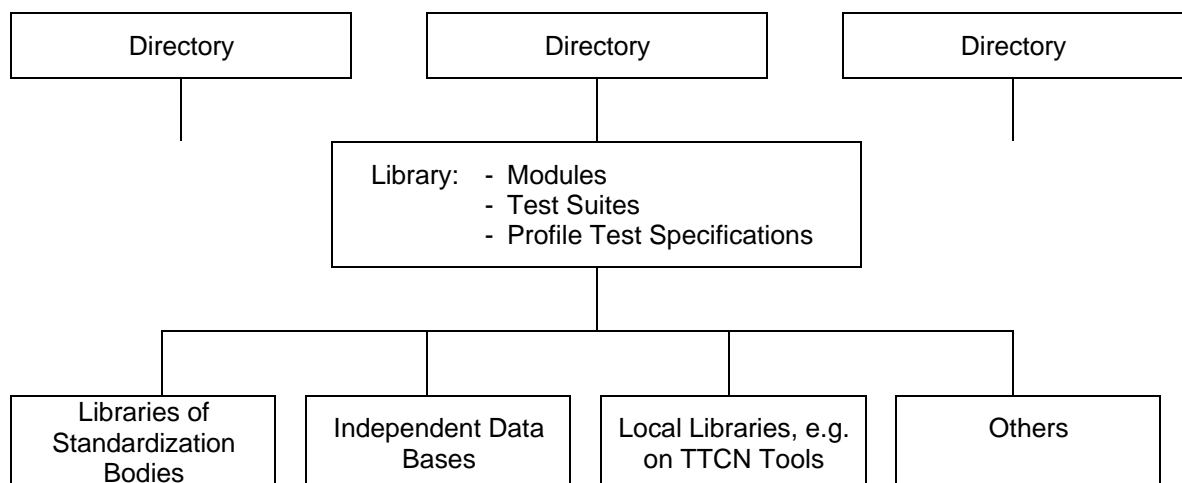 Directory
Directory
Directory
Library: - Modules
- Test Suites
- Profile Test Specifications
Libraries of
Standardization
Bodies
Independent Data
Bases
Local Libraries, e.g.
on TTCN Tools
Others